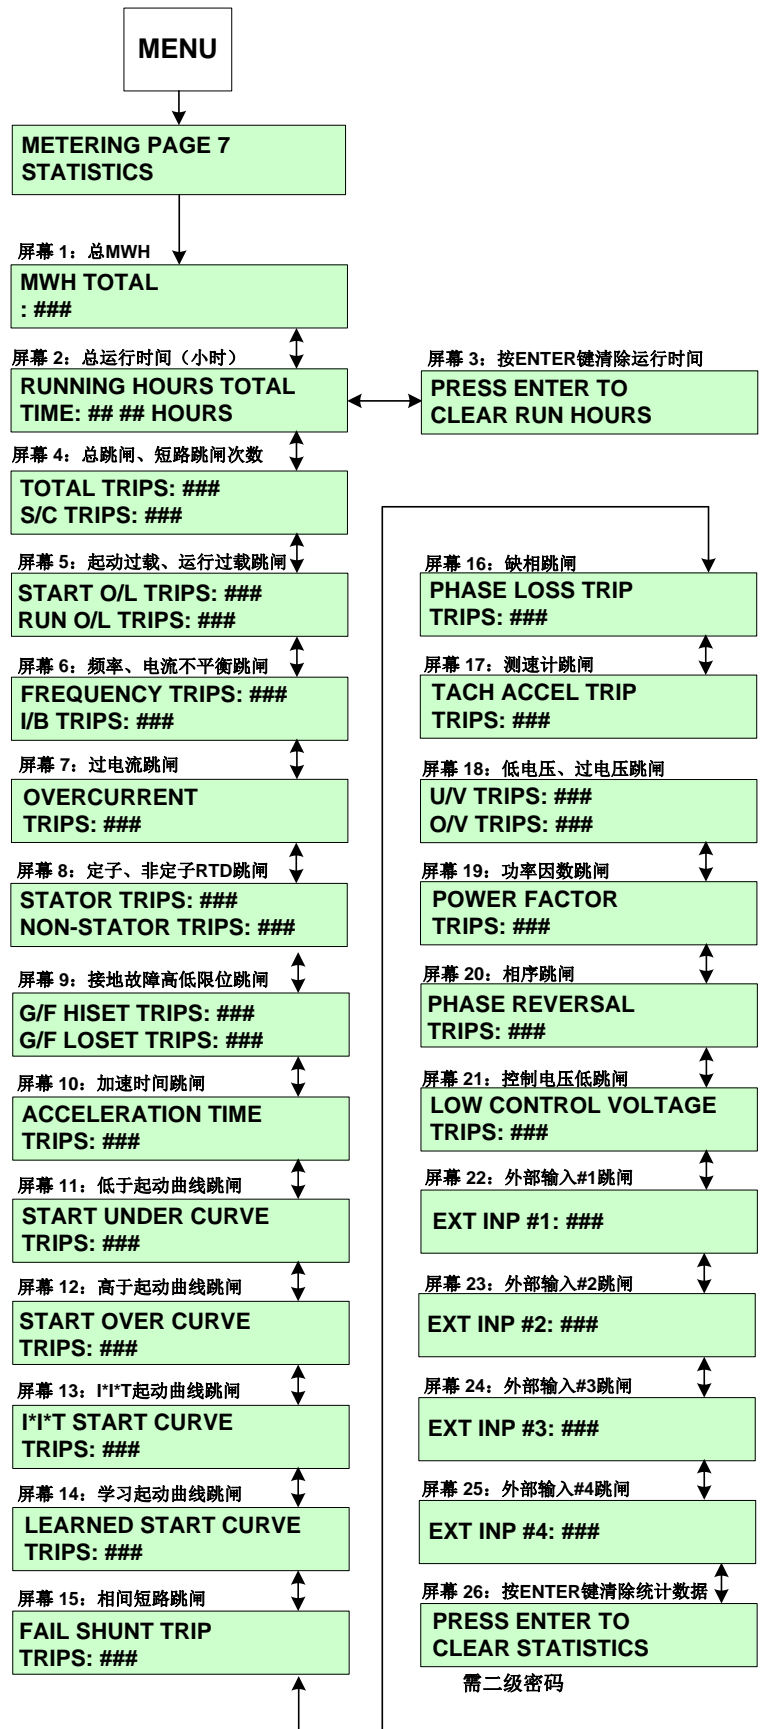 MENU
METERING PAGE 7
STATISTICS
屏幕 1：总MWH
MWH TOTAL
: ###
屏幕 2：总运行时间（小时）
RUNNING HOURS TOTAL
TIME: ## ## HOURS
屏幕 3：按ENTER键清除运行时间
PRESS ENTER TO
CLEAR RUN HOURS
屏幕 4：总跳闸、短路跳闸次数
TOTAL TRIPS: ###
S/C TRIPS: ###
屏幕 5：起动过载、运行过载跳闸
START O/L TRIPS: ###
RUN O/L TRIPS: ###
屏幕 6：频率、电流不平衡跳闸
FREQUENCY TRIPS: ###
I/B TRIPS: ###
屏幕 7：过电流跳闸
OVERCURRENT
TRIPS: ###
屏幕 8：定子、非定子RTD跳闸
STATOR TRIPS: ###
NON-STATOR TRIPS: ###
屏幕 9：接地故障高低限位跳闸
G/F HISET TRIPS: ###
G/F LOSET TRIPS: ###
屏幕 10：加速时间跳闸
ACCELERATION TIME
TRIPS: ###
屏幕 11：低于起动曲线跳闸
START UNDER CURVE
TRIPS: ###
屏幕 12：高于起动曲线跳闸
START OVER CURVE
TRIPS: ###
屏幕 13：I*I*T起动曲线跳闸
I*I*T START CURVE
TRIPS: ###
屏幕 14：学习起动曲线跳闸
LEARNED START CURVE
TRIPS: ###
屏幕 15：相间短路跳闸
FAIL SHUNT TRIP
TRIPS: ###
屏幕 16：缺相跳闸
PHASE LOSS TRIP
TRIPS: ###
屏幕 17：测速计跳闸
TACH ACCEL TRIP
TRIPS: ###
屏幕 18：低电压、过电压跳闸
U/V TRIPS: ###
O/V TRIPS: ###
屏幕 19：功率因数跳闸
POWER FACTOR
TRIPS: ###
屏幕 20：相序跳闸
PHASE REVERSAL
TRIPS: ###
屏幕 21：控制电压低跳闸
LOW CONTROL VOLTAGE
TRIPS: ###
屏幕 22：外部输入#1跳闸
EXT INP #1: ###
屏幕 23：外部输入#2跳闸
EXT INP #2: ###
屏幕 24：外部输入#3跳闸
EXT INP #3: ###
屏幕 25：外部输入#4跳闸
EXT INP #4: ###
屏幕 26：按ENTER键清除统计数据
PRESS ENTER TO
CLEAR STATISTICS
需二级密码